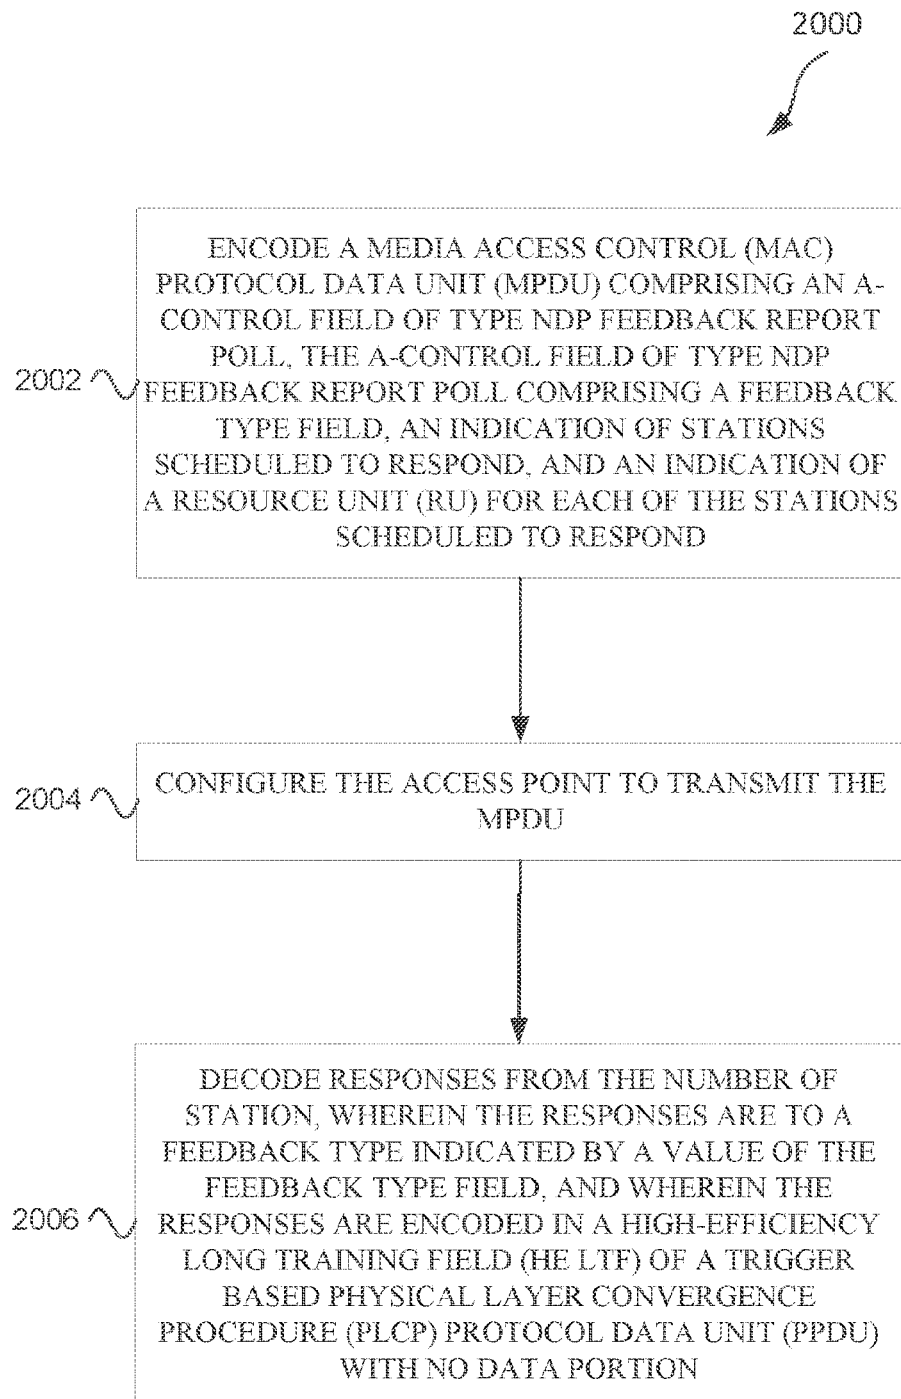 2000
ENCODE A MEDIA ACCESS CONTROL (MAC)
PROTOCOL DATA UNIT (MPDU) COMPRISING AN A-
CONTROL FIELD OF TYPE NDP FEEDBACK REPORT
POLL, THE A-CONTROL FIELD OF TYPE NDP
2002
FEEDBACK REPORT POLL COMPRISING A FEEDBACK
TYPE FIELD, AN INDICATION OF STATIONS
SCHEDULED TO RESPOND, AND AN INDICATION OF
A RESOURCE UNIT (RU) FOR EACH OF THE STATIONS
SCHEDULED TO RESPOND
2004
CONFIGURE THE ACCESS POINT TO TRANSMIT THE
MPDU
DECODE RESPONSES FROM THE NUMBER OF
STATION, WHEREIN THE RESPONSES ARE TO A
FEEDBACK TYPE INDICATED BY A VALUE OF THE
FEEDBACK TYPE FIELD, AND WHEREIN THE
2006
RESPONSES ARE ENCODED IN A HIGH-EFFICIENCY
LONG TRAINING FIELD (HE LTF) OF A TRIGGER
BASED PHYSICAL LAYER CONVERGENCE
PROCEDURE (PLCP) PROTOCOL DATA UNIT (PPDU)
WITH NO DATA PORTION